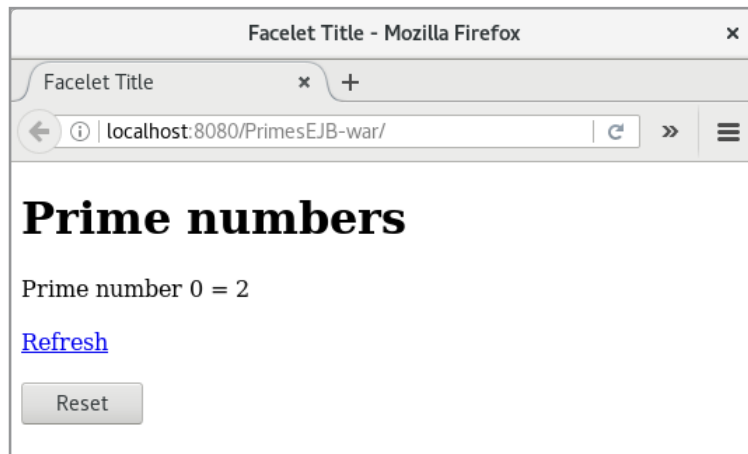 Facelet Title - Mozilla Firefox ×
Facelet Title × +
localhost:8080/PrimesEJB-war/
Prime numbers
Prime number 0 = 2
Refresh
Reset